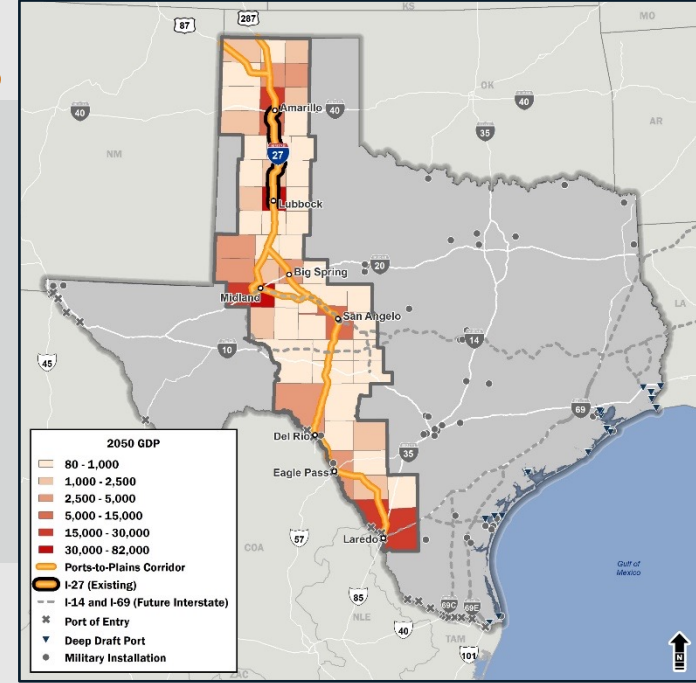 KS
MO
287
87
OK
40
Amarillo
40
40
35
AR
NM
27
Lubbock
Big Spring
20
Midland
San Angelo
LA
14
10
45
69
Del Rio
35
Eagle Pass
57
COA
Laredo
Gulf of
Mexico
85
NLE
69C
69E
40
TAM
101
ZAC
N
2050 GDP
80 - 1,000
1,000 - 2,500
2,500 - 5,000
5,000 - 15,000
15,000 - 30,000
30,000 - 82,000
Ports-to-Plains Corridor
I-27 (Existing)
I-14 and I-69 (Future Interstate)
Port of Entry
Deep Draft Port
Military Installation